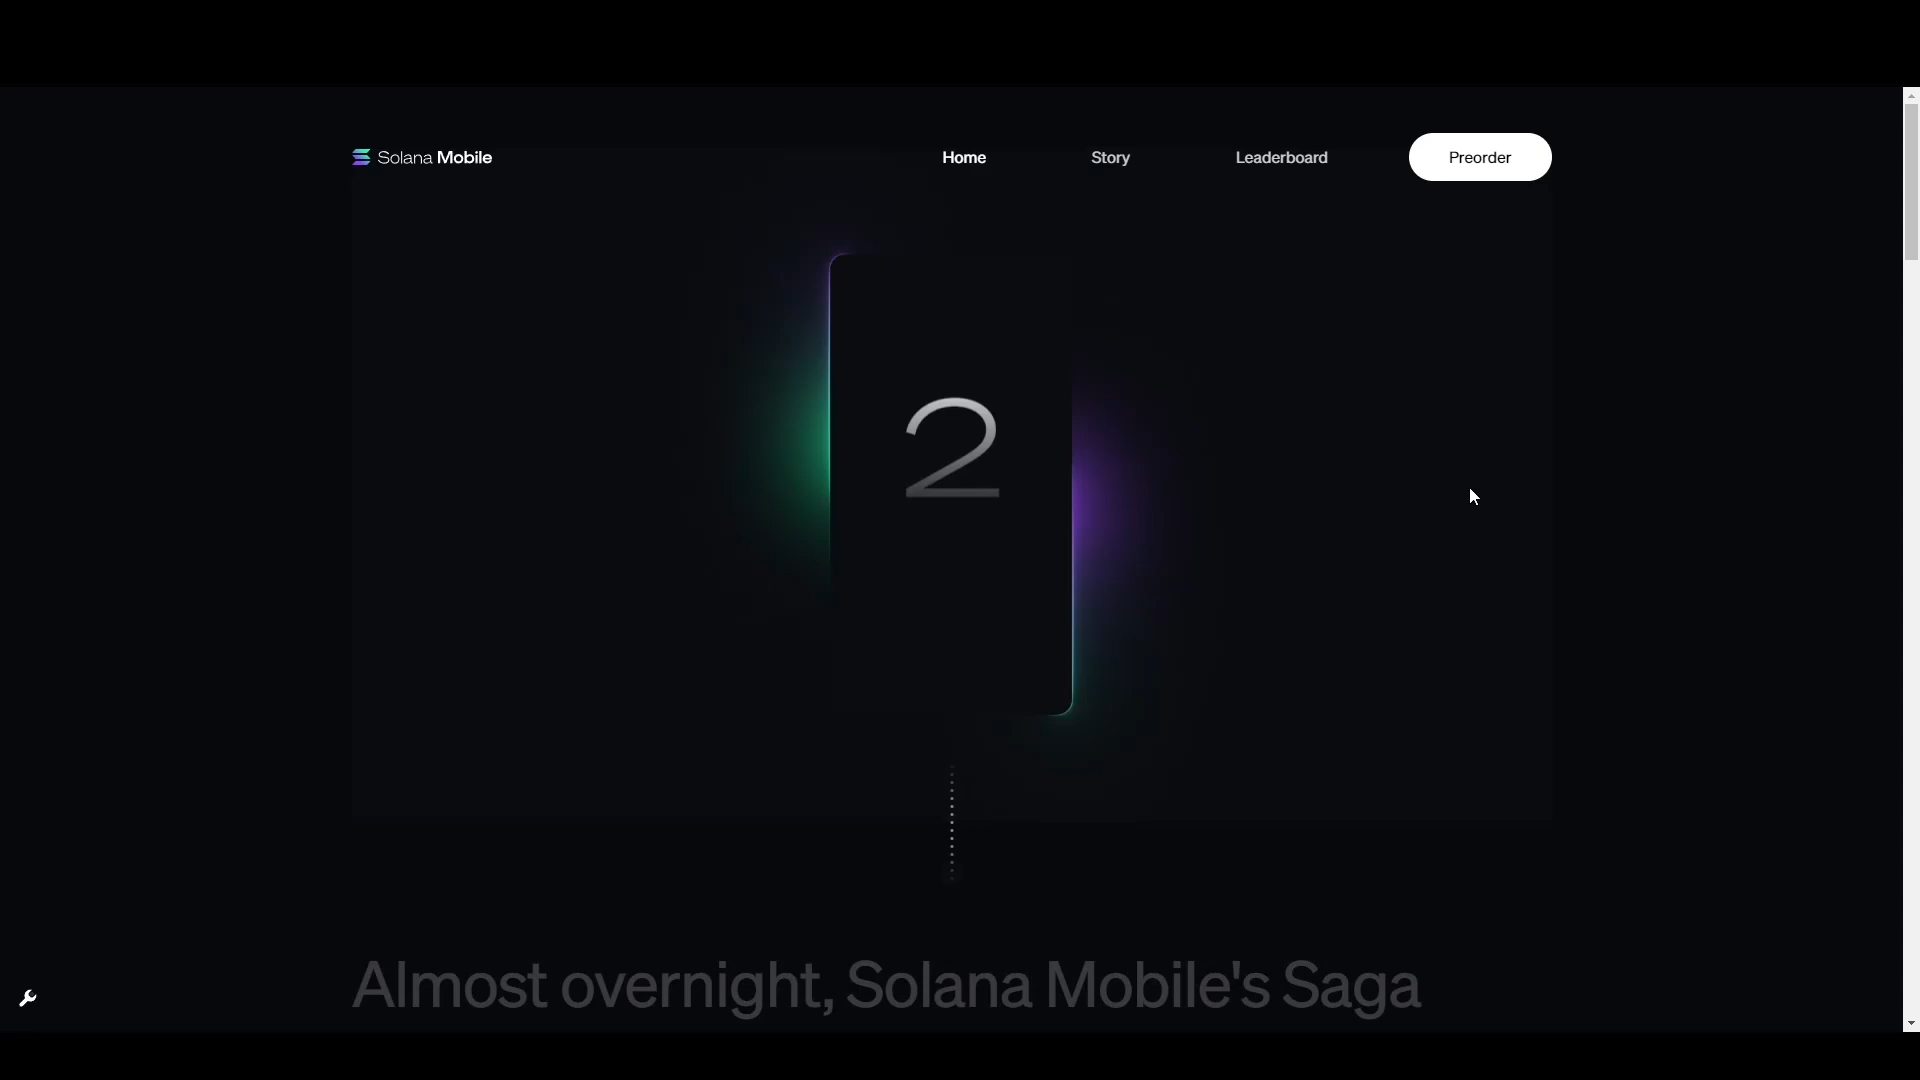 Solana Mobile
Home
Story
Leaderboard
Preorder
2
Almost overnight, Solana Mobile's Saga